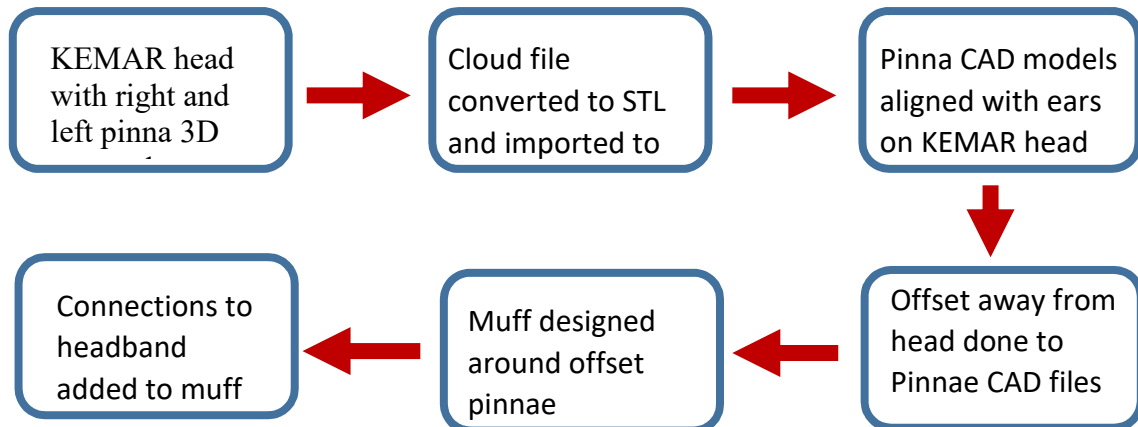 KEMAR head
with right and
left pinna 3D
Cloud file
converted to STL
and imported to
Pinna CAD models
aligned with ears
on KEMAR head
Offset away from
head done to
Pinnae CAD files
Muff designed
around offset
pinnae
Connections to
headband
added to muff